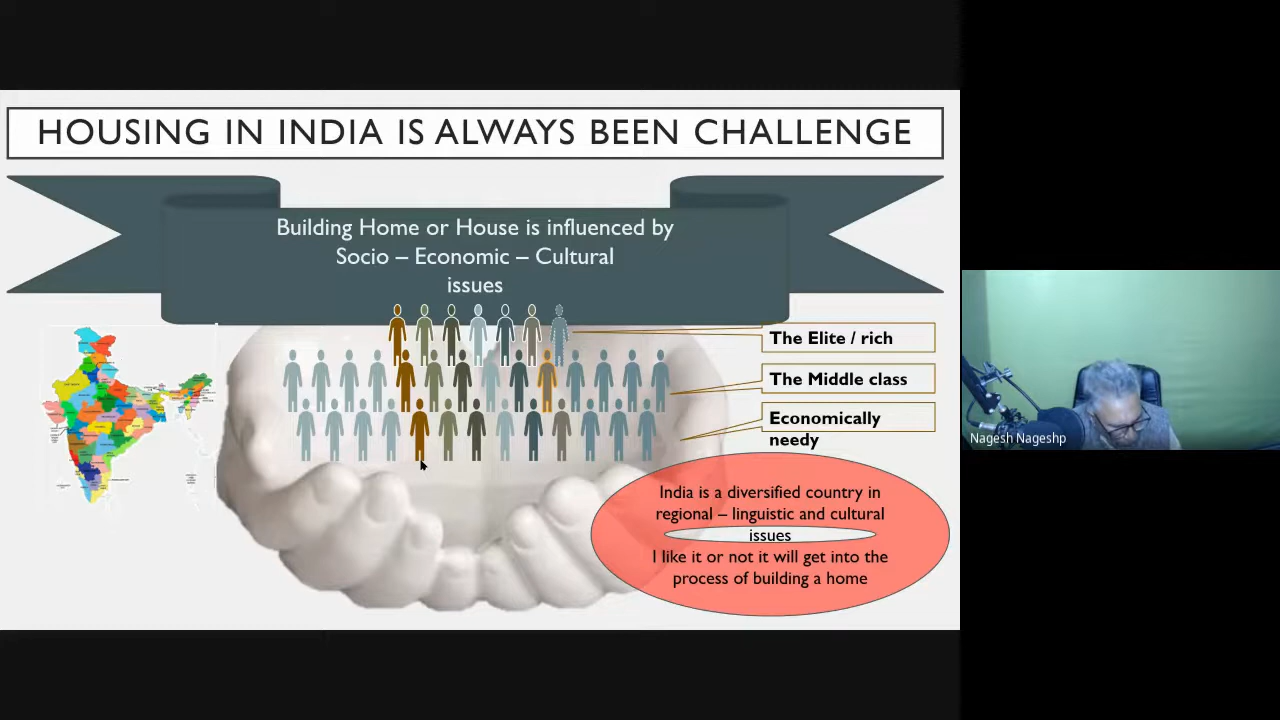 HOUSING IN INDIA IS ALWAYS BEEN CHALLENGE
Building Home or House is influenced by
Socio – Economic – Cultural
issues
The Elite / rich
The Middle class
Economically
needy
India is a diversified country in
regional – linguistic and cultural
issues
I like it or not it will get into the
process of building a home
Nagesh Nageshp